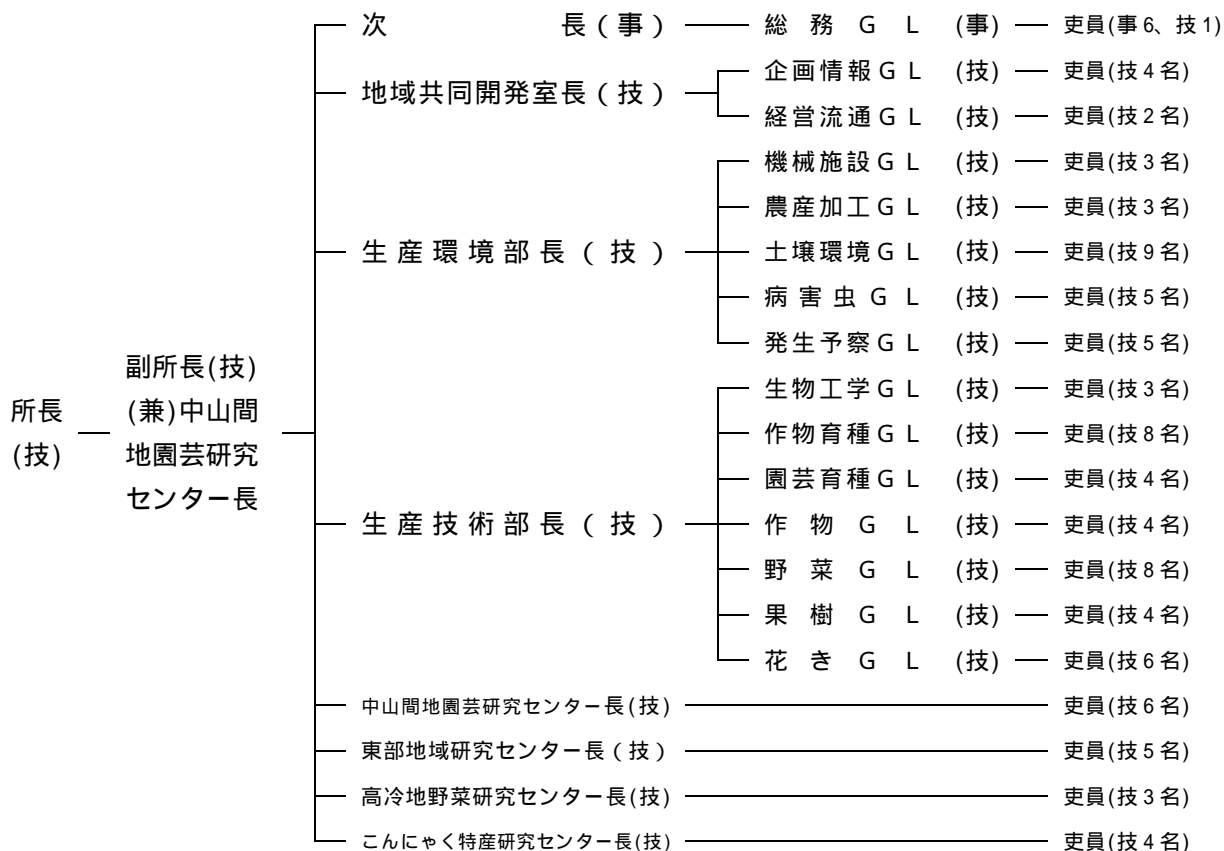 次長(事) 総務GL (事) 吏員(事6、技1)
地域共同開発室長(技) 企画情報GL (技) 吏員(技4名)
経営流通GL (技) 吏員(技2名)
生産環境部長(技) 機械施設GL (技) 吏員(技3名)
農産加工GL (技) 吏員(技3名)
土壌環境GL (技) 吏員(技9名)
病害虫GL (技) 吏員(技5名)
発生予察GL (技) 吏員(技5名)
所長
(技)
副所長(技)
(兼)中山間
地園芸研究
センター長
生産技術部長(技) 生物工学GL (技) 吏員(技3名)
作物育種GL (技) 吏員(技8名)
園芸育種GL (技) 吏員(技4名)
作物GL (技) 吏員(技4名)
野菜GL (技) 吏員(技8名)
果樹GL (技) 吏員(技4名)
花きGL (技) 吏員(技6名)
中山間地園芸研究センター長(技) 吏員(技6名)
東部地域研究センター長(技) 吏員(技5名)
高冷地野菜研究センター長(技) 吏員(技3名)
こんにゃく特産研究センター長(技) 吏員(技4名)